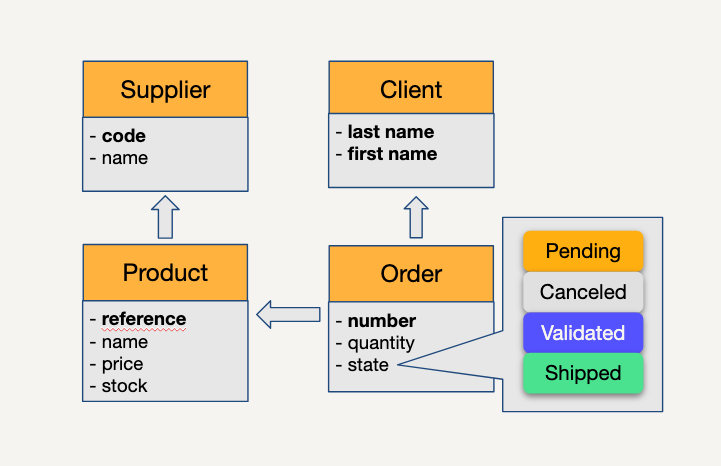 Supplier
- code
- name
Client
- last name
- first name
Product
- reference
- name
- price
- stock
Order
- number
- quantity
- state
Pending
Canceled
Validated
Shipped